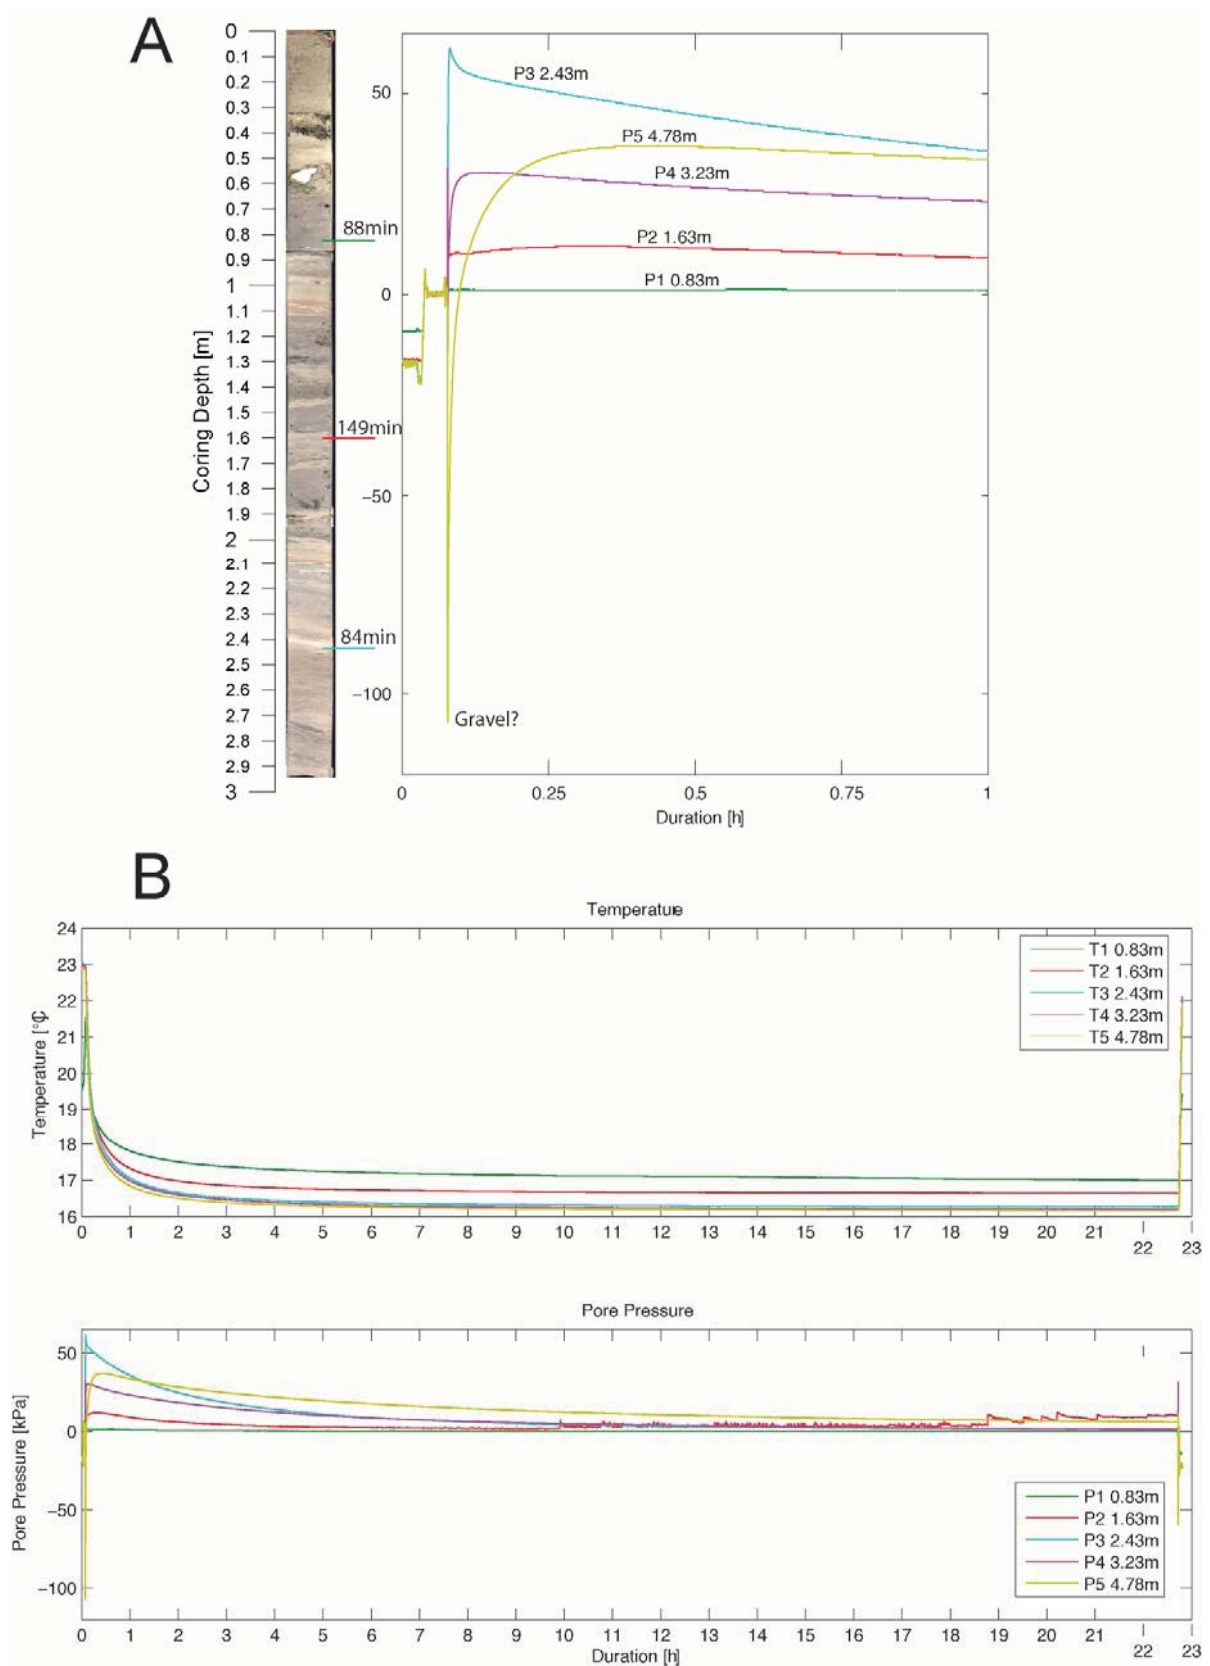 A
0
0.1
0.2
0.3
0.4
0.5
0.6
0.7
0.8
0.9
1
1.1
1.2
1.3
1.4
1.5
1.6
1.7
1.8
1.9
2
2.1
2.2
2.3
2.4
2.5
2.6
2.7
2.8
2.9
3
Coring Depth [m]
88min
149min
84min
50
0
−50
−100
P3 2.43m
P5 4.78m
P4 3.23m
P2 1.63m
P1 0.83m
Gravel?
0 0.25 0.5 0.75 1
Duration [h]
B
Temperature
24
23
22
21
20
19
18
17
16
Temperature [°C]
T1 0.83m
T2 1.63m
T3 2.43m
T4 3.23m
T5 4.78m
0 1 2 3 4 5 6 7 8 9 10 11 12 13 14 15 16 17 18 19 20 21 22 23
Pore Pressure
50
0
−50
−100
Pore Pressure [kPa]
P1 0.83m
P2 1.63m
P3 2.43m
P4 3.23m
P5 4.78m
0 1 2 3 4 5 6 7 8 9 10 11 12 13 14 15 16 17 18 19 20 21 22 23
Duration [h]